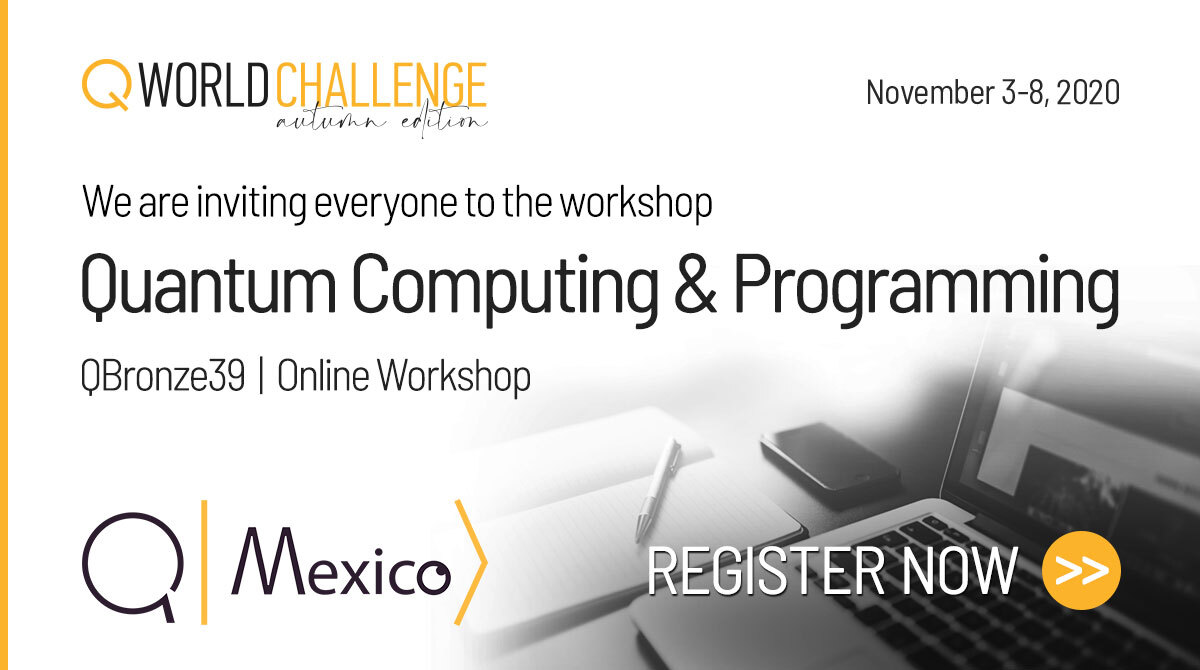 QWORLD CHALLENGE
autumn edition
November 3-8, 2020
We are inviting everyone to the workshop
Quantum Computing & Programming
QBronze39 | Online Workshop
Q|Mexico⟩
REGISTER NOW >>